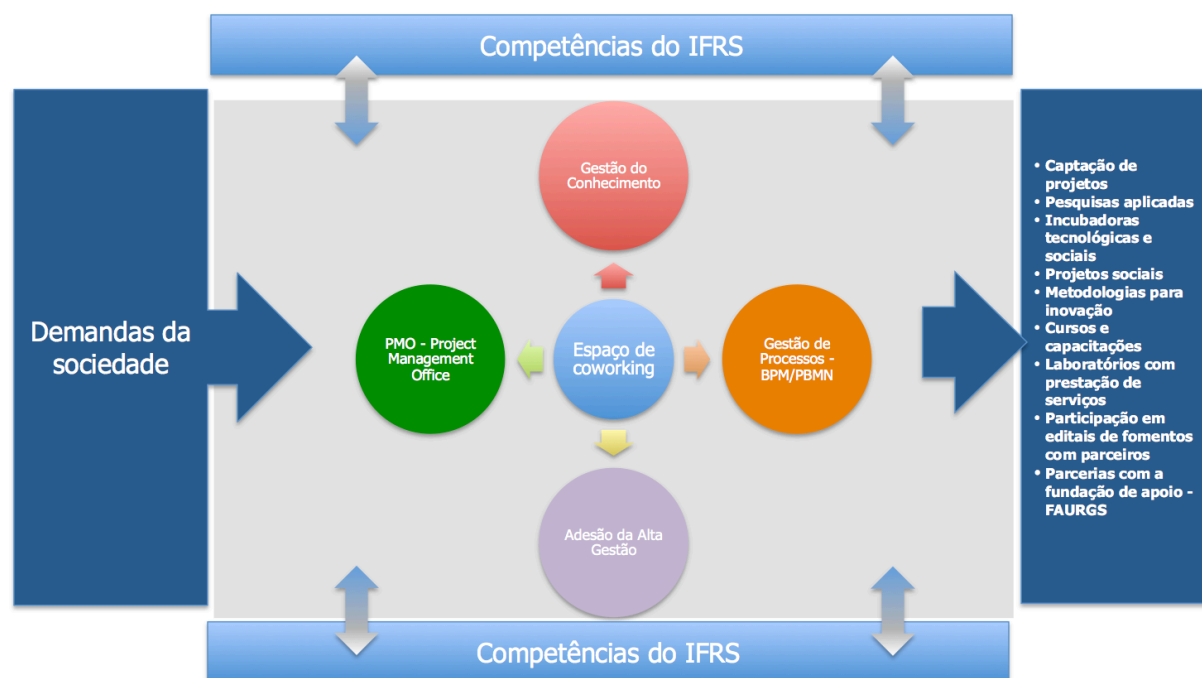 Competências do IFRS
Demandas da
sociedade
Gestão do
Conhecimento
PMO - Project
Management
Office
Espaço de
coworking
Gestão de
Processos -
BPM/PBMN
Adesão da Alta
Gestão
• Captação de
projetos
• Pesquisas aplicadas
• Incubadoras
tecnológicas e
sociais
• Projetos sociais
• Metodologias para
inovação
• Cursos e
capacitações
• Laboratórios com
prestação de
serviços
• Participação em
editais de fomentos
com parceiros
• Parcerias com a
fundação de apoio -
FAURGS
Competências do IFRS